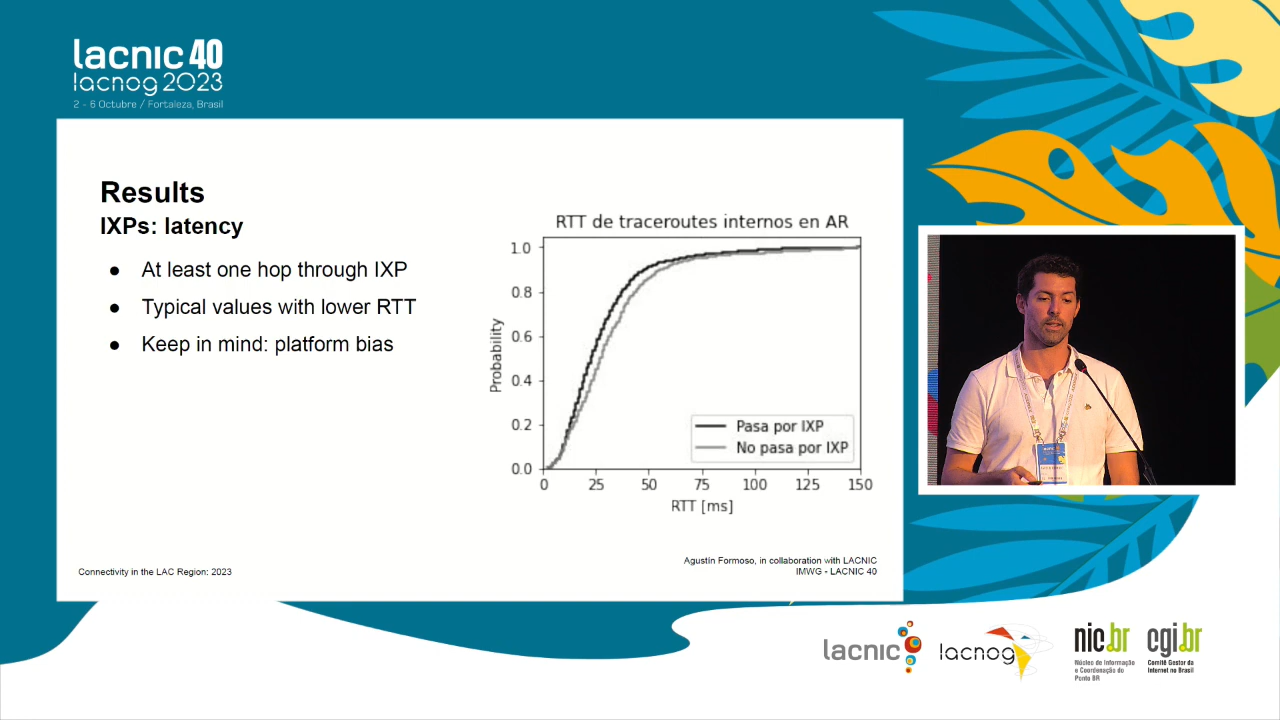 lacnic 40
lacnog 2023
2 - 6 Octubre / Fortaleza, Brasil
Results
IXPs: latency
● At least one hop through IXP
● Typical values with lower RTT
● Keep in mind: platform bias
RTT de traceroutes internos en AR
Probability
1.0
0.8
0.6
0.4
0.2
0.0
Pasa por IXP
No pasa por IXP
0 25 50 75 100 125 150
RTT [ms]
Connectivity in the LAC Region: 2023
Agustín Formoso, in collaboration with LACNIC
IMWG - LACNIC 40
lacnic
lacnog
nic.br
Núcleo de Informação
e Coordenação do
Ponto BR
cgi.br
Comitê Gestor da
Internet no Brasil